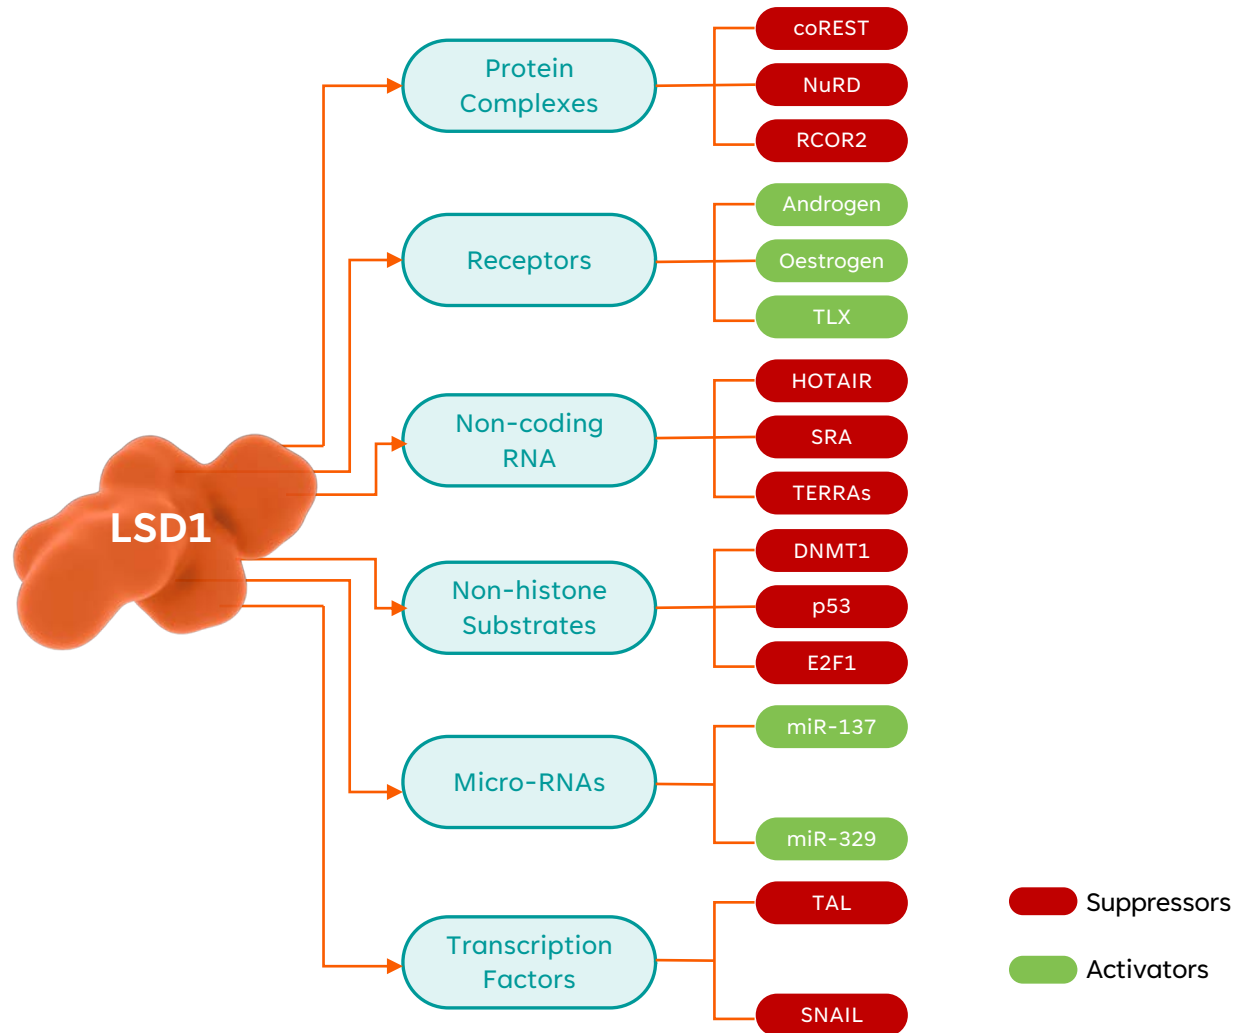 LSD1
Protein
Complexes
coREST
NuRD
RCOR2
Receptors
Androgen
Oestrogen
TLX
Non-coding
RNA
HOTAIR
SRA
TERRAs
Non-histone
Substrates
DNMT1
p53
E2F1
Micro-RNAs
miR-137
miR-329
Transcription
Factors
TAL
SNAIL
Suppressors
Activators